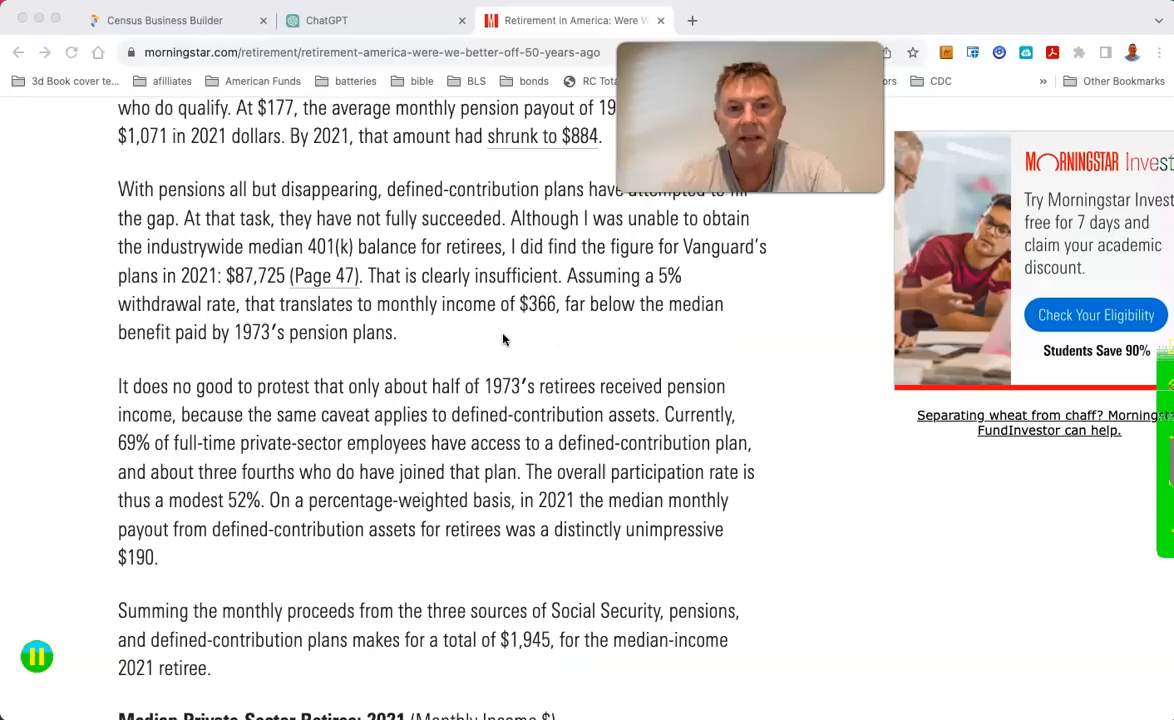 Census Business Builder
ChatGPT
Retirement in America: Were W
morningstar.com/retirement/retirement-america-were-we-better-off-50-years-ago
3d Book cover te...
afilliates
American Funds
batteries
bible
BLS
bonds
RC Tota
ors
CDC
»
Other Bookmarks
who do qualify. At $177, the average monthly pension payout of 19
$1,071 in 2021 dollars. By 2021, that amount had shrunk to $884.
With pensions all but disappearing, defined-contribution plans have
the gap. At that task, they have not fully succeeded. Although I was unable to obtain
the industrywide median 401(k) balance for retirees, I did find the figure for Vanguard's
plans in 2021: $87,725 (Page 47). That is clearly insufficient. Assuming a 5%
withdrawal rate, that translates to monthly income of $366, far below the median
benefit paid by 1973's pension plans.
It does no good to protest that only about half of 1973's retirees received pension
income, because the same caveat applies to defined-contribution assets. Currently,
69% of full-time private-sector employees have access to a defined-contribution plan,
and about three fourths who do have joined that plan. The overall participation rate is
thus a modest 52%. On a percentage-weighted basis, in 2021 the median monthly
payout from defined-contribution assets for retirees was a distinctly unimpressive
$190.
Summing the monthly proceeds from the three sources of Social Security, pensions,
and defined-contribution plans makes for a total of $1,945, for the median-income
2021 retiree.
Median Private-Sector Retiree: 2021 (Monthly Income $)
MORNINGSTAR Invest
Try Morningstar Invest
free for 7 days and
claim your academic
discount.
Check Your Eligibility
Students Save 90%
Separating wheat from chaff? Morningst
FundInvestor can help.